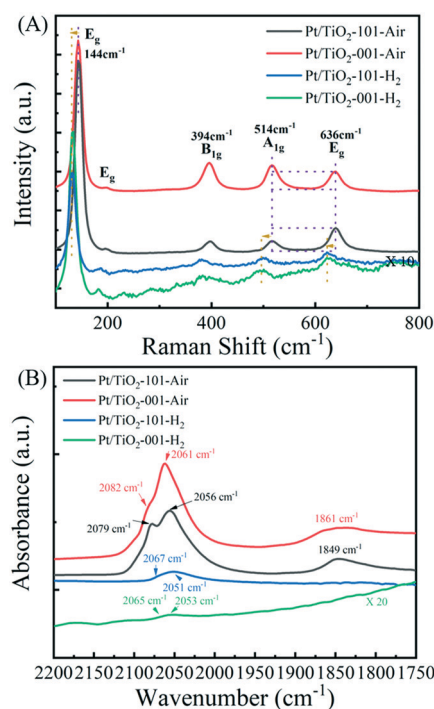 (A)
Eg
144cm-1
Eg
394cm-1
B1g
514cm-1
A1g
636cm-1
Eg
Pt/TiO2-101-Air
Pt/TiO2-001-Air
Pt/TiO2-101-H2
Pt/TiO2-001-H2
X 10
Intensity (a.u.)
200 400 600 800
Raman Shift (cm-1)
(B)
Pt/TiO2-101-Air
Pt/TiO2-001-Air
Pt/TiO2-101-H2
Pt/TiO2-001-H2
2061 cm-1
2082 cm-1
2056 cm-1
2079 cm-1
1861 cm-1
1849 cm-1
2067 cm-1
2051 cm-1
2065 cm-1
2053 cm-1
X 20
Absorbance (a.u.)
2200 2150 2100 2050 2000 1950 1900 1850 1800 1750
Wavenumber (cm-1)